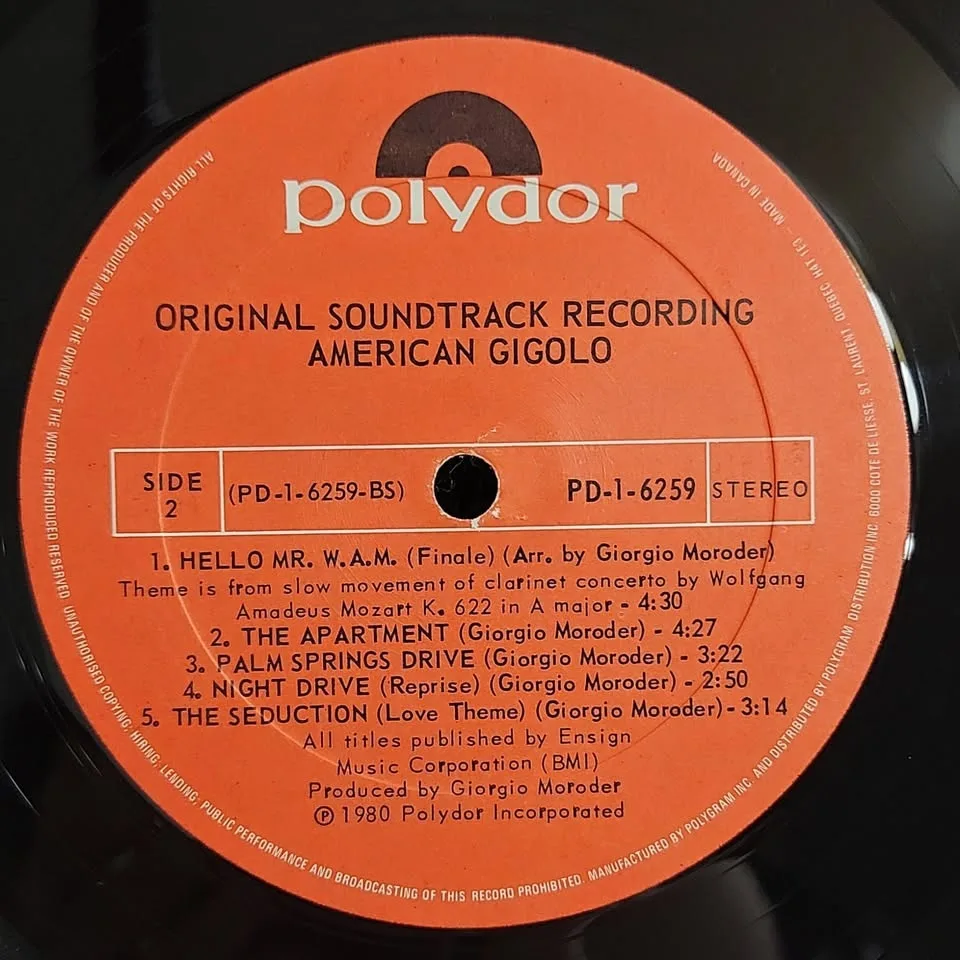 polydor
ORIGINAL SOUNDTRACK RECORDING
AMERICAN GIGOLO
SIDE
2
(PD-1-6259-BS)
PD-1-6259
STEREO
1. HELLO MR. W.A.M. (Finale) (Arr. by Giorgio Moroder)
Theme is from slow movement of clarinet concerto by Wolfgang
Amadeus Mozart K. 622 in A major - 4:30
2. THE APARTMENT (Giorgio Moroder) - 4:27
3. PALM SPRINGS DRIVE (Giorgio Moroder) - 3:22
4. NIGHT DRIVE (Reprise) (Giorgio Moroder) - 2:50
5. THE SEDUCTION (Love Theme) (Giorgio Moroder) - 3:14
All titles published by Ensign
Music Corporation (BMI)
Produced by Giorgio Moroder
℗ 1980 Polydor Incorporated
ALL RIGHTS OF THE PRODUCER AND OF THE OWNER OF THE WORK REPRODUCED RESERVED. UNAUTHORISED COPYING, HIRING, LENDING, PUBLIC PERFORMANCE AND BROADCASTING OF THIS RECORD PROHIBITED. MANUFACTURED BY POLYGRAM INC. AND DISTRIBUTED BY POLYGRAM DISTRIBUTION INC. 6000 COTE DE LIESSE, ST. LAURENT, QUEBEC H4T 1E3 - MADE IN CANADA